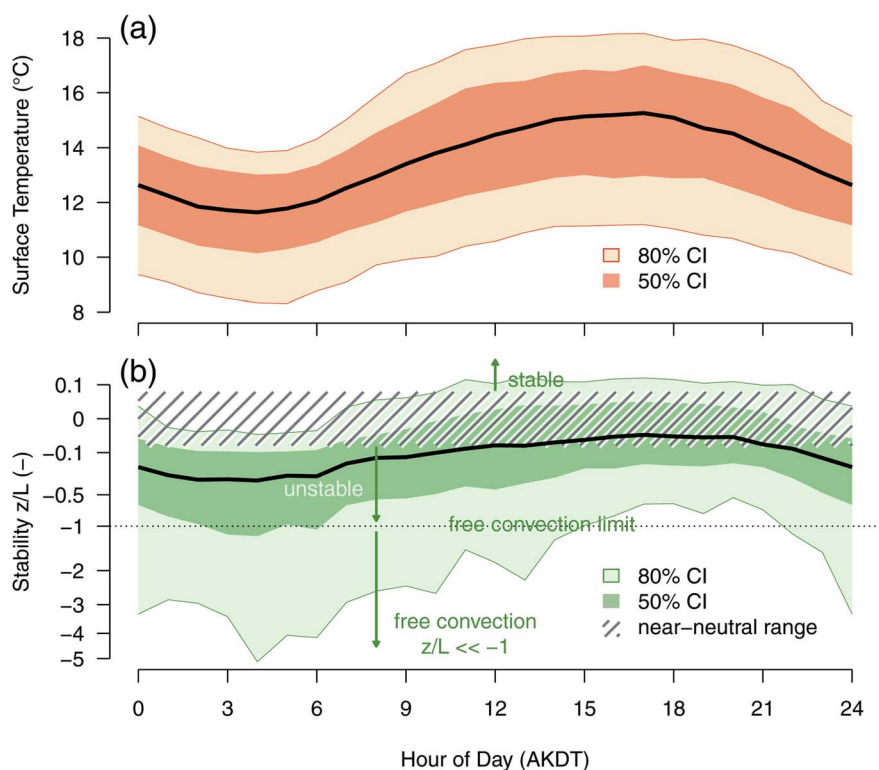 (a)
Surface Temperature (°C)
18
16
14
12
10
8
80% CI
50% CI
(b)
Stability z/L (−)
0.1
0
−0.1
−0.5
−1
−2
−3
−4
−5
stable
unstable
free convection limit
free convection
z/L << −1
80% CI
50% CI
near−neutral range
0 3 6 9 12 15 18 21 24
Hour of Day (AKDT)